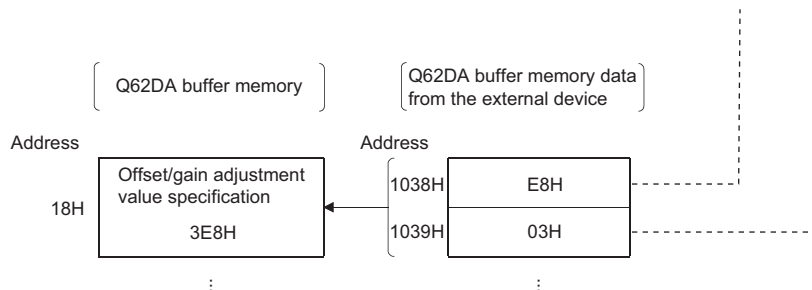 Q62DA buffer memory
Q62DA buffer memory data
from the external device
Address
Address
Offset/gain adjustment
value specification
3E8H
18H
1038H
E8H
1039H
03H